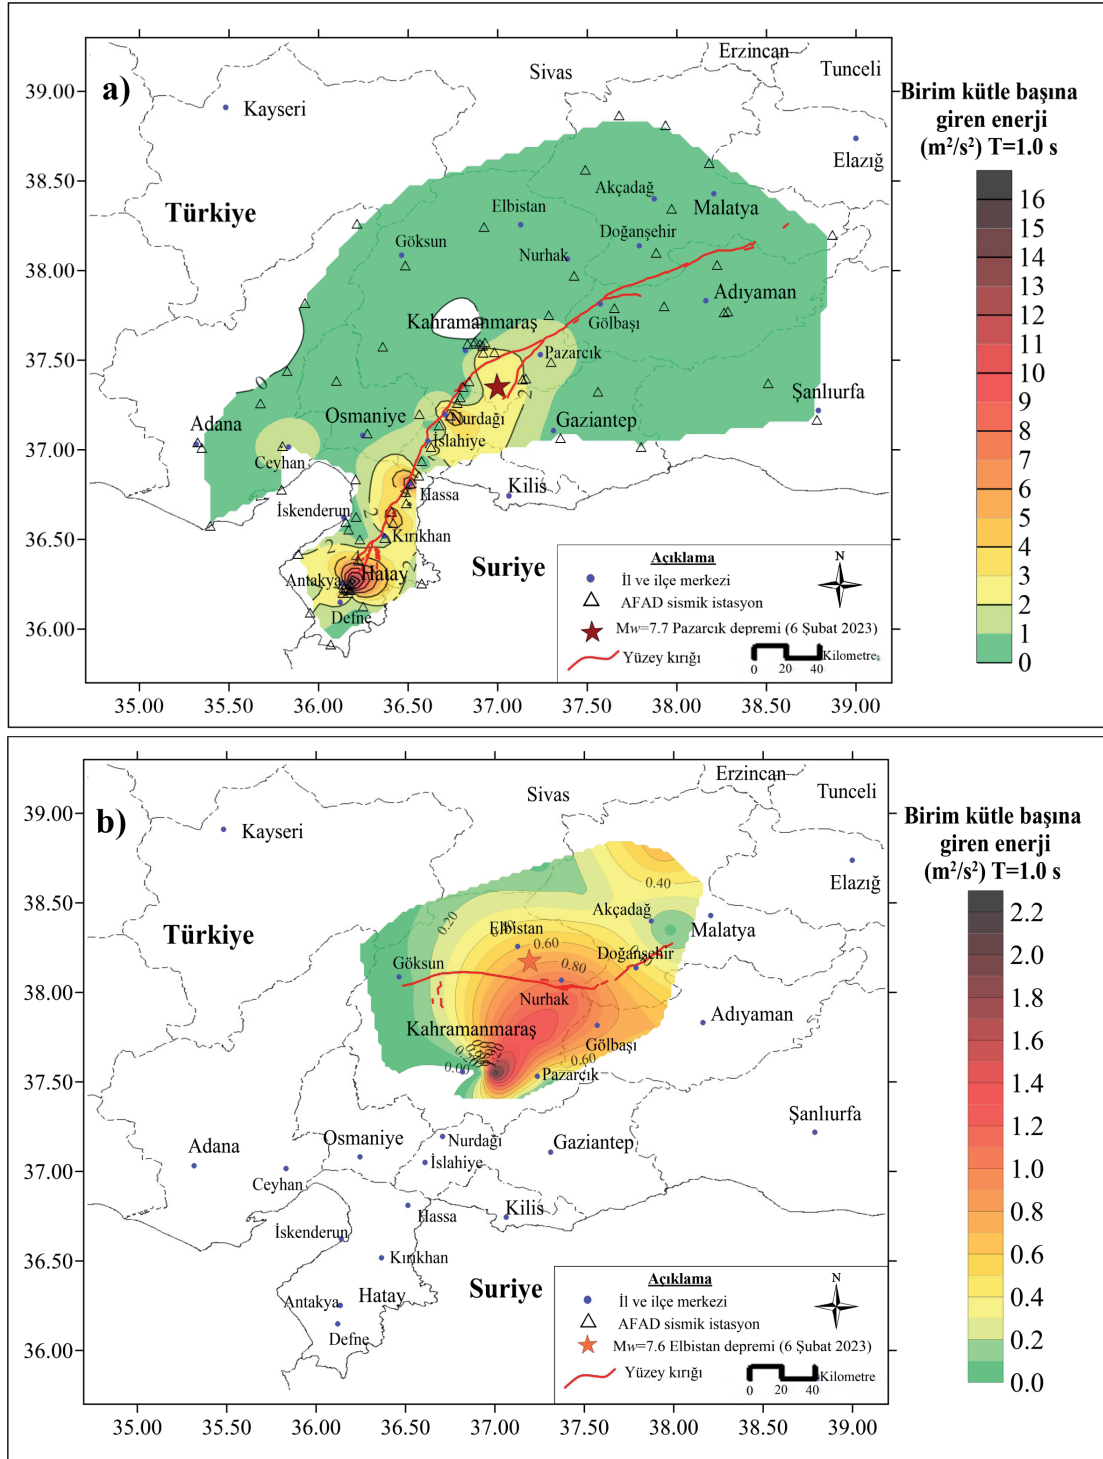 a)
Erzincan
Tunceli
Sivas
Kayseri
Elazığ
Türkiye
Akçadağ
Malatya
Elbistan
Doğanşehir
Göksun
Nurhak
Adıyaman
Kahramanmaraş
Gölbaşı
Pazarcık
0
2
Şanlıurfa
Osmaniye
Nurdağı
Gaziantep
Adana
İslahiye
Ceyhan
Kilis
Hassa
2
İskenderun
Kırıkhan
2
Suriye
Hatay
2
Antakya
Defne
Açıklama
N
İl ve ilçe merkezi
AFAD sismik istasyon
Mw=7.7 Pazarcık depremi (6 Şubat 2023)
Yüzey kırığı
Kilometre
0 20 40
39.00
38.50
38.00
37.50
37.00
36.50
36.00
35.00 35.50 36.00 36.50 37.00 37.50 38.00 38.50 39.00
Birim kütle başına
giren enerji
(m²/s²) T=1.0 s
16
15
14
13
12
11
10
9
8
7
6
5
4
3
2
1
0
b)
Erzincan
Tunceli
Sivas
Kayseri
Elazığ
Türkiye
0.40
Akçadağ
0.20
Malatya
Elbistan
0.60
Doğanşehir
0.80
Göksun
Nurhak
Adıyaman
Kahramanmaraş
Gölbaşı
0.20
0.00
0.60
Pazarcık
Şanlıurfa
Osmaniye
Nurdağı
Gaziantep
Adana
İslahiye
Ceyhan
Kilis
Hassa
İskenderun
Kırıkhan
Suriye
Hatay
Antakya
Defne
Açıklama
N
İl ve ilçe merkezi
AFAD sismik istasyon
Mw=7.6 Elbistan depremi (6 Şubat 2023)
Yüzey kırığı
Kilometre
0 20 40
39.00
38.50
38.00
37.50
37.00
36.50
36.00
35.00 35.50 36.00 36.50 37.00 37.50 38.00 38.50 39.00
Birim kütle başına
giren enerji
(m²/s²) T=1.0 s
2.2
2.0
1.8
1.6
1.4
1.2
1.0
0.8
0.6
0.4
0.2
0.0